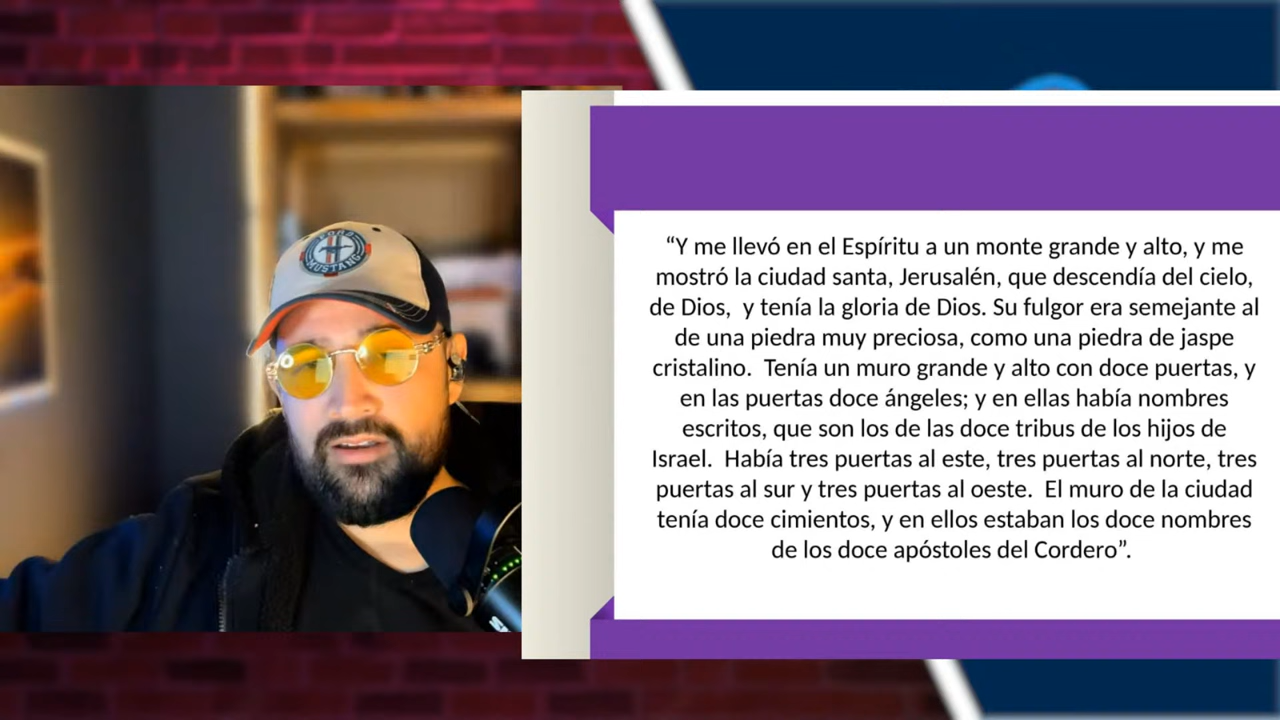 FORD
MUSTANG
“Y me llevó en el Espíritu a un monte grande y alto, y me
mostró la ciudad santa, Jerusalén, que descendía del cielo,
de Dios,  y tenía la gloria de Dios. Su fulgor era semejante al
de una piedra muy preciosa, como una piedra de jaspe
cristalino.  Tenía un muro grande y alto con doce puertas, y
en las puertas doce ángeles; y en ellas había nombres
escritos, que son los de las doce tribus de los hijos de
Israel.  Había tres puertas al este, tres puertas al norte, tres
puertas al sur y tres puertas al oeste.  El muro de la ciudad
tenía doce cimientos, y en ellos estaban los doce nombres
de los doce apóstoles del Cordero”.